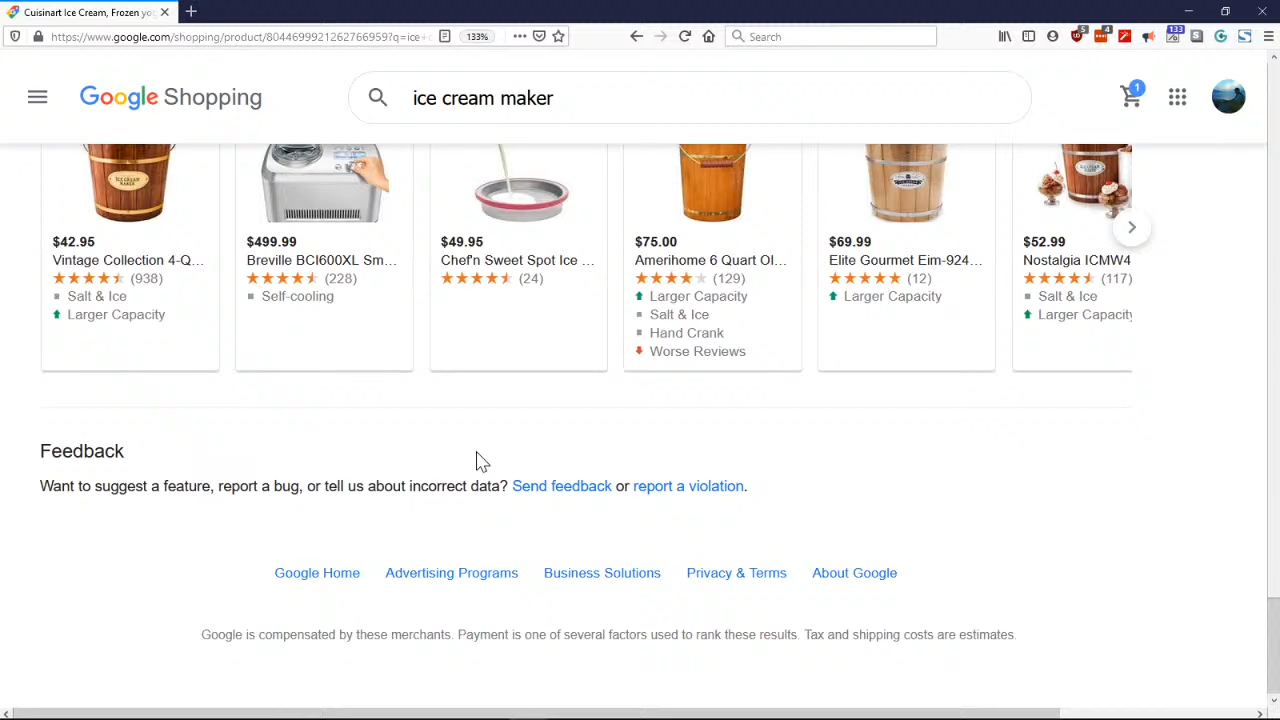 Cuisinart Ice Cream, Frozen yo
https://www.google.com/shopping/product/8044699921262766959?q=ice+c
133%
Search
5
4
133
Google Shopping
ice cream maker
1
$42.95
Vintage Collection 4-Q...
(938)
Salt & Ice
Larger Capacity
$499.99
Breville BCI600XL Sm...
(228)
Self-cooling
$49.95
Chef'n Sweet Spot Ice ...
(24)
$75.00
Amerihome 6 Quart Ol...
(129)
Larger Capacity
Salt & Ice
Hand Crank
Worse Reviews
$69.99
Elite Gourmet Eim-924...
(12)
Larger Capacity
$52.99
Nostalgia ICMW4
(117)
Salt & Ice
Larger Capacity
Feedback
Want to suggest a feature, report a bug, or tell us about incorrect data? Send feedback or report a violation.
Google Home Advertising Programs Business Solutions Privacy & Terms About Google
Google is compensated by these merchants. Payment is one of several factors used to rank these results. Tax and shipping costs are estimates.